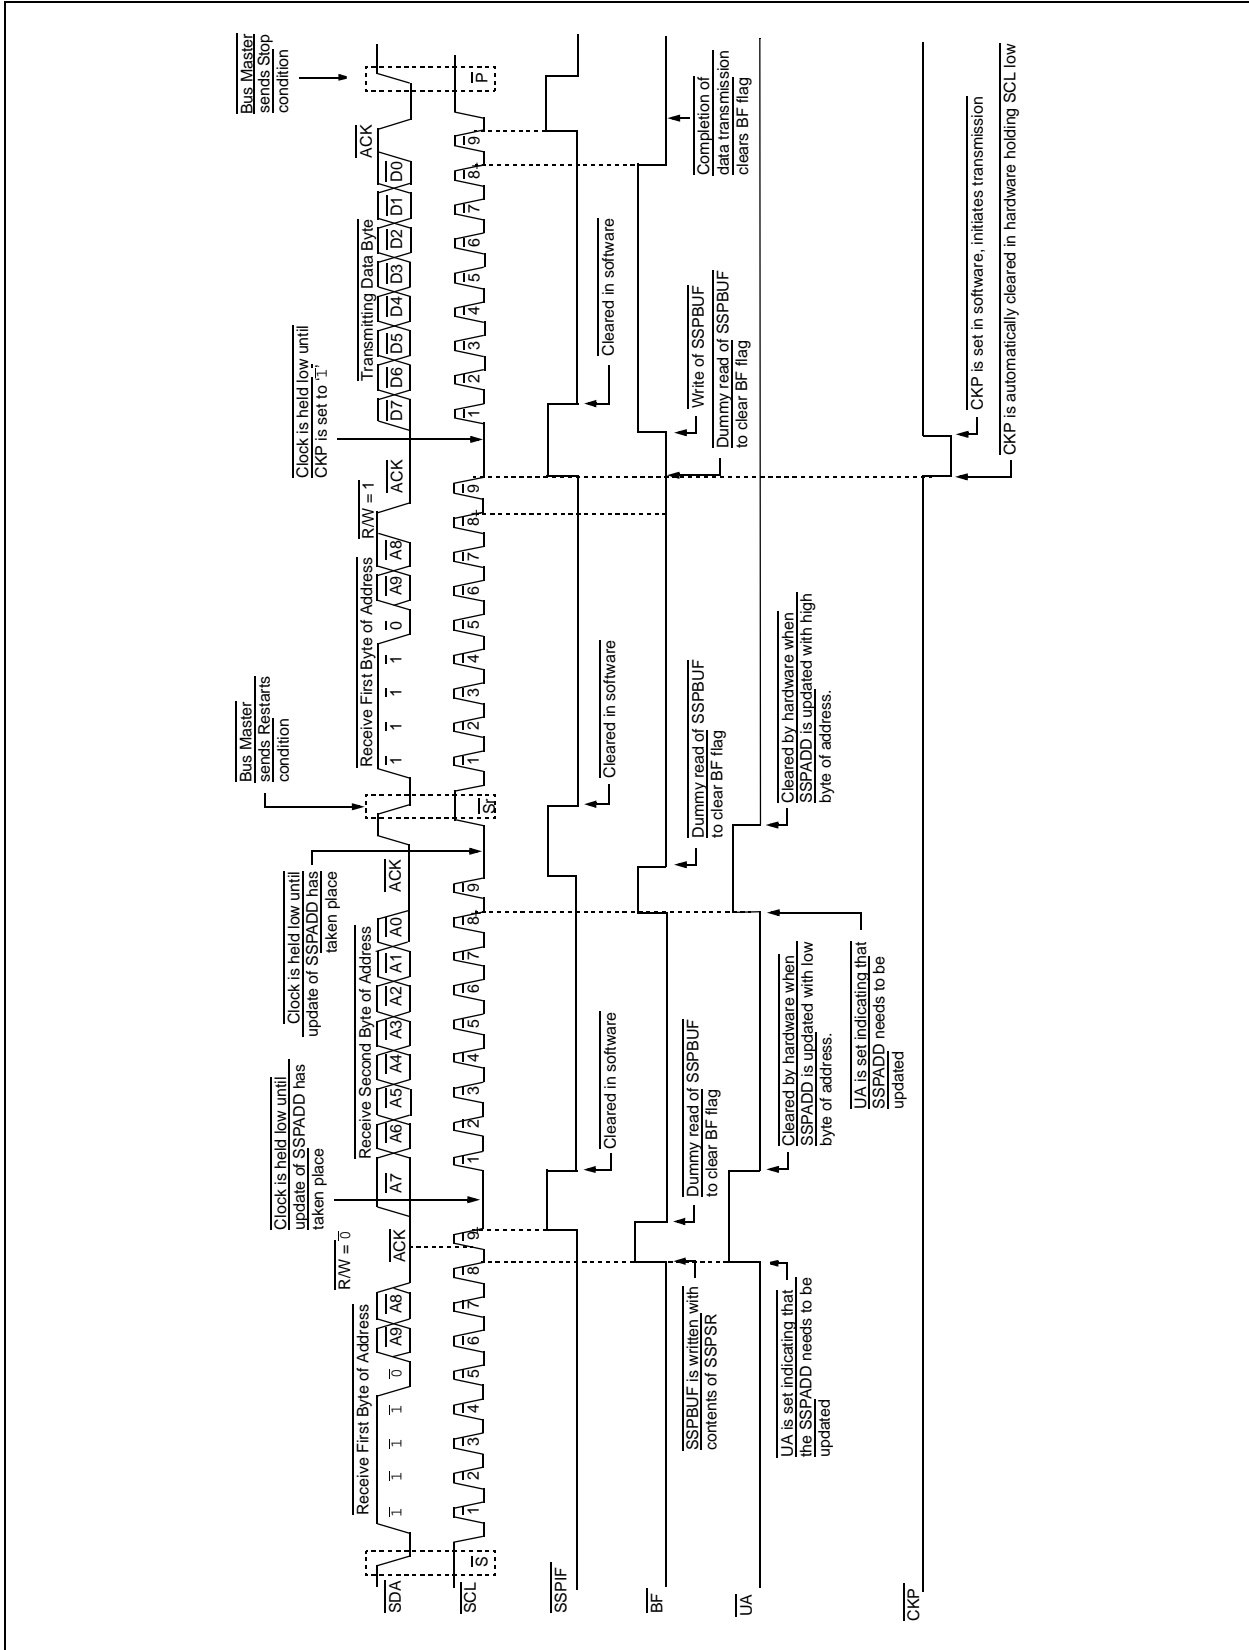 Bus Master
sends Restarts
condition
Bus Master
sends Stop
condition
Clock is held low until
update of SSPADD has
taken place
Clock is held low until
update of SSPADD has
taken place
Clock is held low until
CKP is set to ‘1’
R/W = 0
R/W = 1
Receive First Byte of Address
Receive Second Byte of Address
Receive First Byte of Address
Transmitting Data Byte
ACK
ACK
ACK
ACK
SDA
1 1 1 1 0 A9 A8
A7 A6 A5 A4 A3 A2 A1 A0
1 1 1 1 0 A9 A8
D7 D6 D5 D4 D3 D2 D1 D0
SCL
S
1 2 3 4 5 6 7 8 9
1 2 3 4 5 6 7 8 9
Sr
1 2 3 4 5 6 7 8 9
1 2 3 4 5 6 7 8 9
P
SSPIF
Cleared in software
Cleared in software
Cleared in software
BF
SSPBUF is written with
contents of SSPSR
Dummy read of SSPBUF
to clear BF flag
Dummy read of SSPBUF
to clear BF flag
Write of SSPBUF
Dummy read of SSPBUF
to clear BF flag
Completion of
data transmission
clears BF flag
UA
UA is set indicating that
the SSPADD needs to be
updated
Cleared by hardware when
SSPADD is updated with low
byte of address.
UA is set indicating that
SSPADD needs to be
updated
Cleared by hardware when
SSPADD is updated with high
byte of address.
CKP
CKP is set in software, initiates transmission
CKP is automatically cleared in hardware holding SCL low